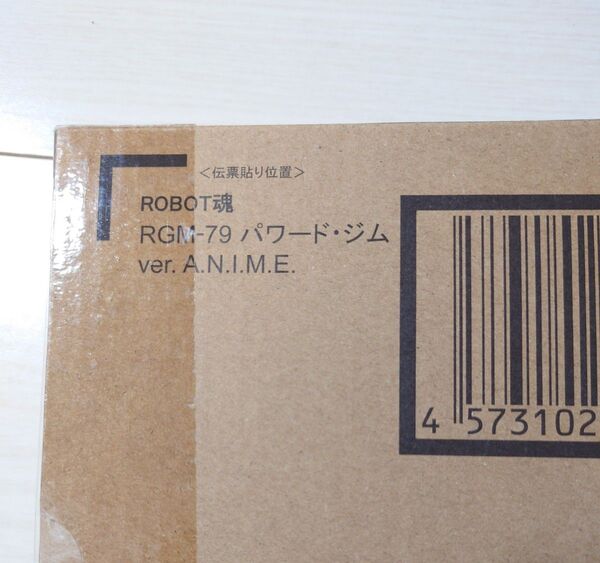 <伝票貼り位置>
ROBOT魂
RGM-79 パワード・ジム
ver. A.N.I.M.E.
4 573102